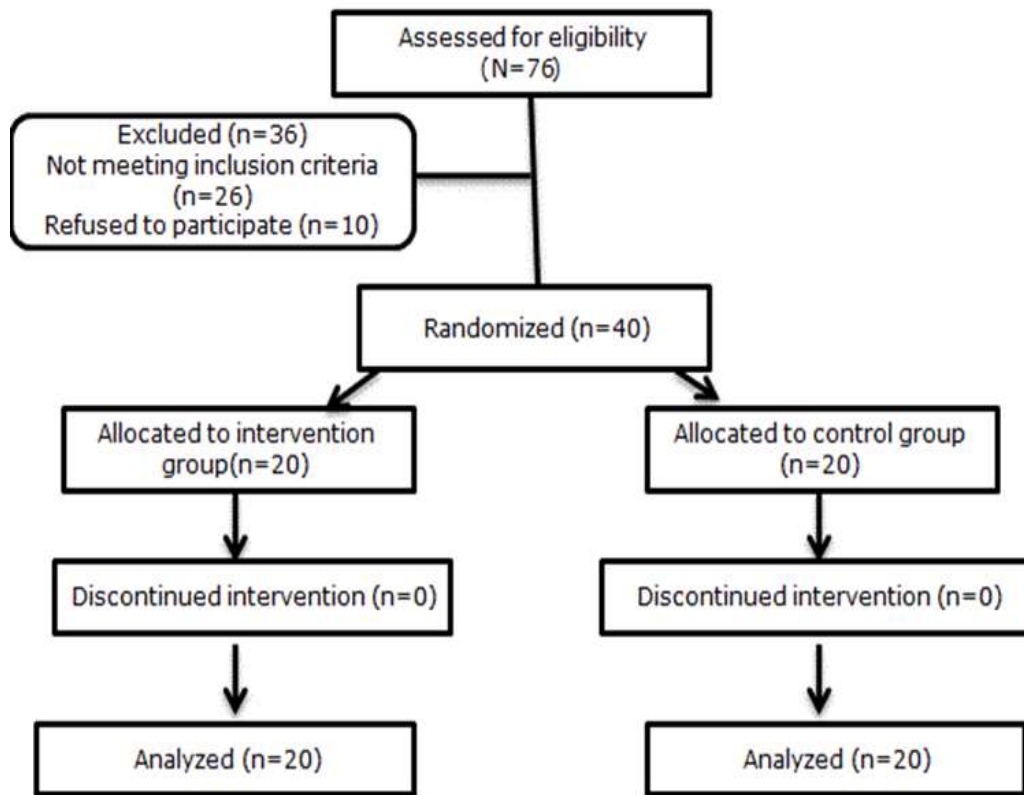 Assessed for eligibility
(N=76)
Excluded (n=36)
Not meeting inclusion criteria
(n=26)
Refused to participate (n=10)
Randomized (n=40)
Allocated to intervention
group(n=20)
Allocated to control group
(n=20)
Discontinued intervention (n=0)
Discontinued intervention (n=0)
Analyzed (n=20)
Analyzed (n=20)